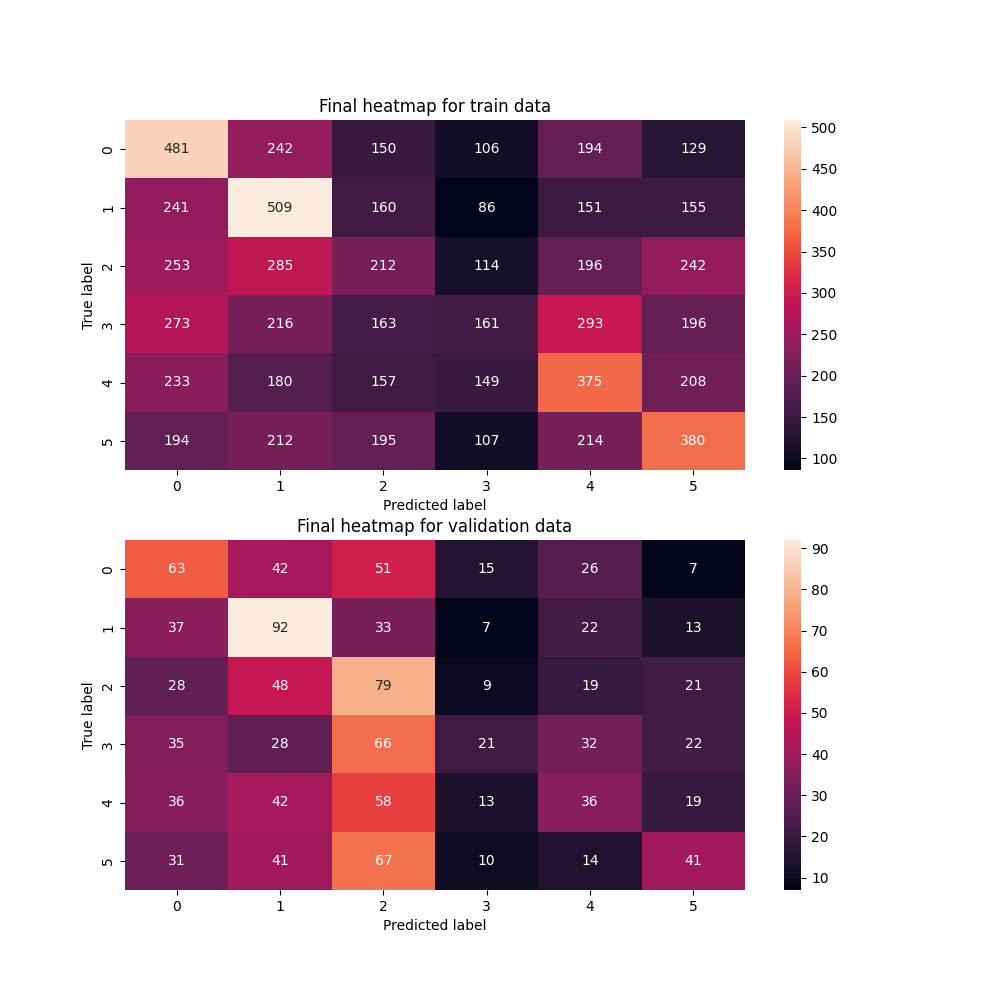 Final heatmap for train data
0 481 242 150 106 194 129
1 241 509 160 86 151 155
2 253 285 212 114 196 242
3 273 216 163 161 293 196
4 233 180 157 149 375 208
5 194 212 195 107 214 380
0 1 2 3 4 5
True label
Predicted label
500
450
400
350
300
250
200
150
100
Final heatmap for validation data
0 63 42 51 15 26 7
1 37 92 33 7 22 13
2 28 48 79 9 19 21
3 35 28 66 21 32 22
4 36 42 58 13 36 19
5 31 41 67 10 14 41
0 1 2 3 4 5
True label
Predicted label
90
80
70
60
50
40
30
20
10